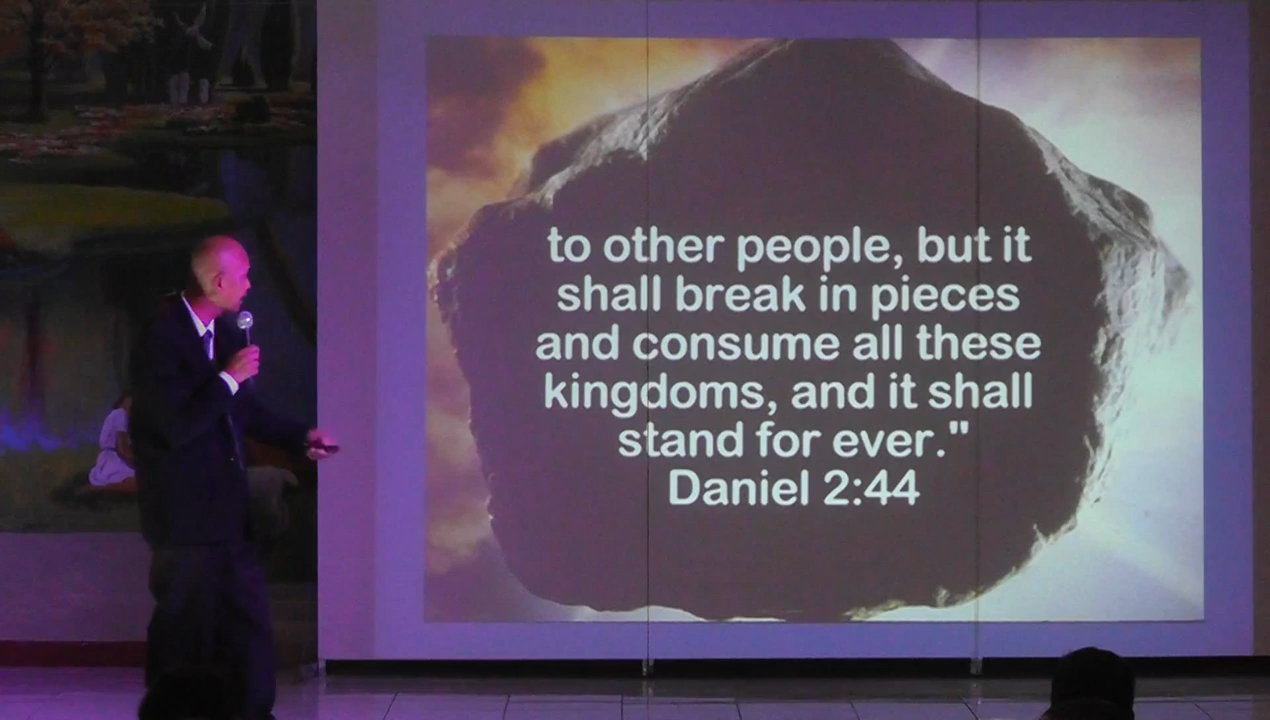 to other people, but it
shall break in pieces
and consume all these
kingdoms, and it shall
stand for ever."
Daniel 2:44